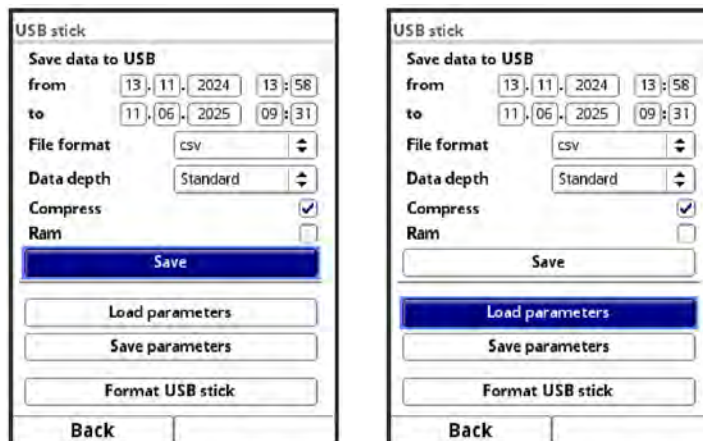 USB stick
Save data to USB
from 13. 11. 2024 13:58
to 11. 06. 2025 09:31
File format csv
Data depth Standard
Compress
Ram
Save
Load parameters
Save parameters
Format USB stick
Back
USB stick
Save data to USB
from 13. 11. 2024 13:58
to 11. 06. 2025 09:31
File format csv
Data depth Standard
Compress
Ram
Save
Load parameters
Save parameters
Format USB stick
Back